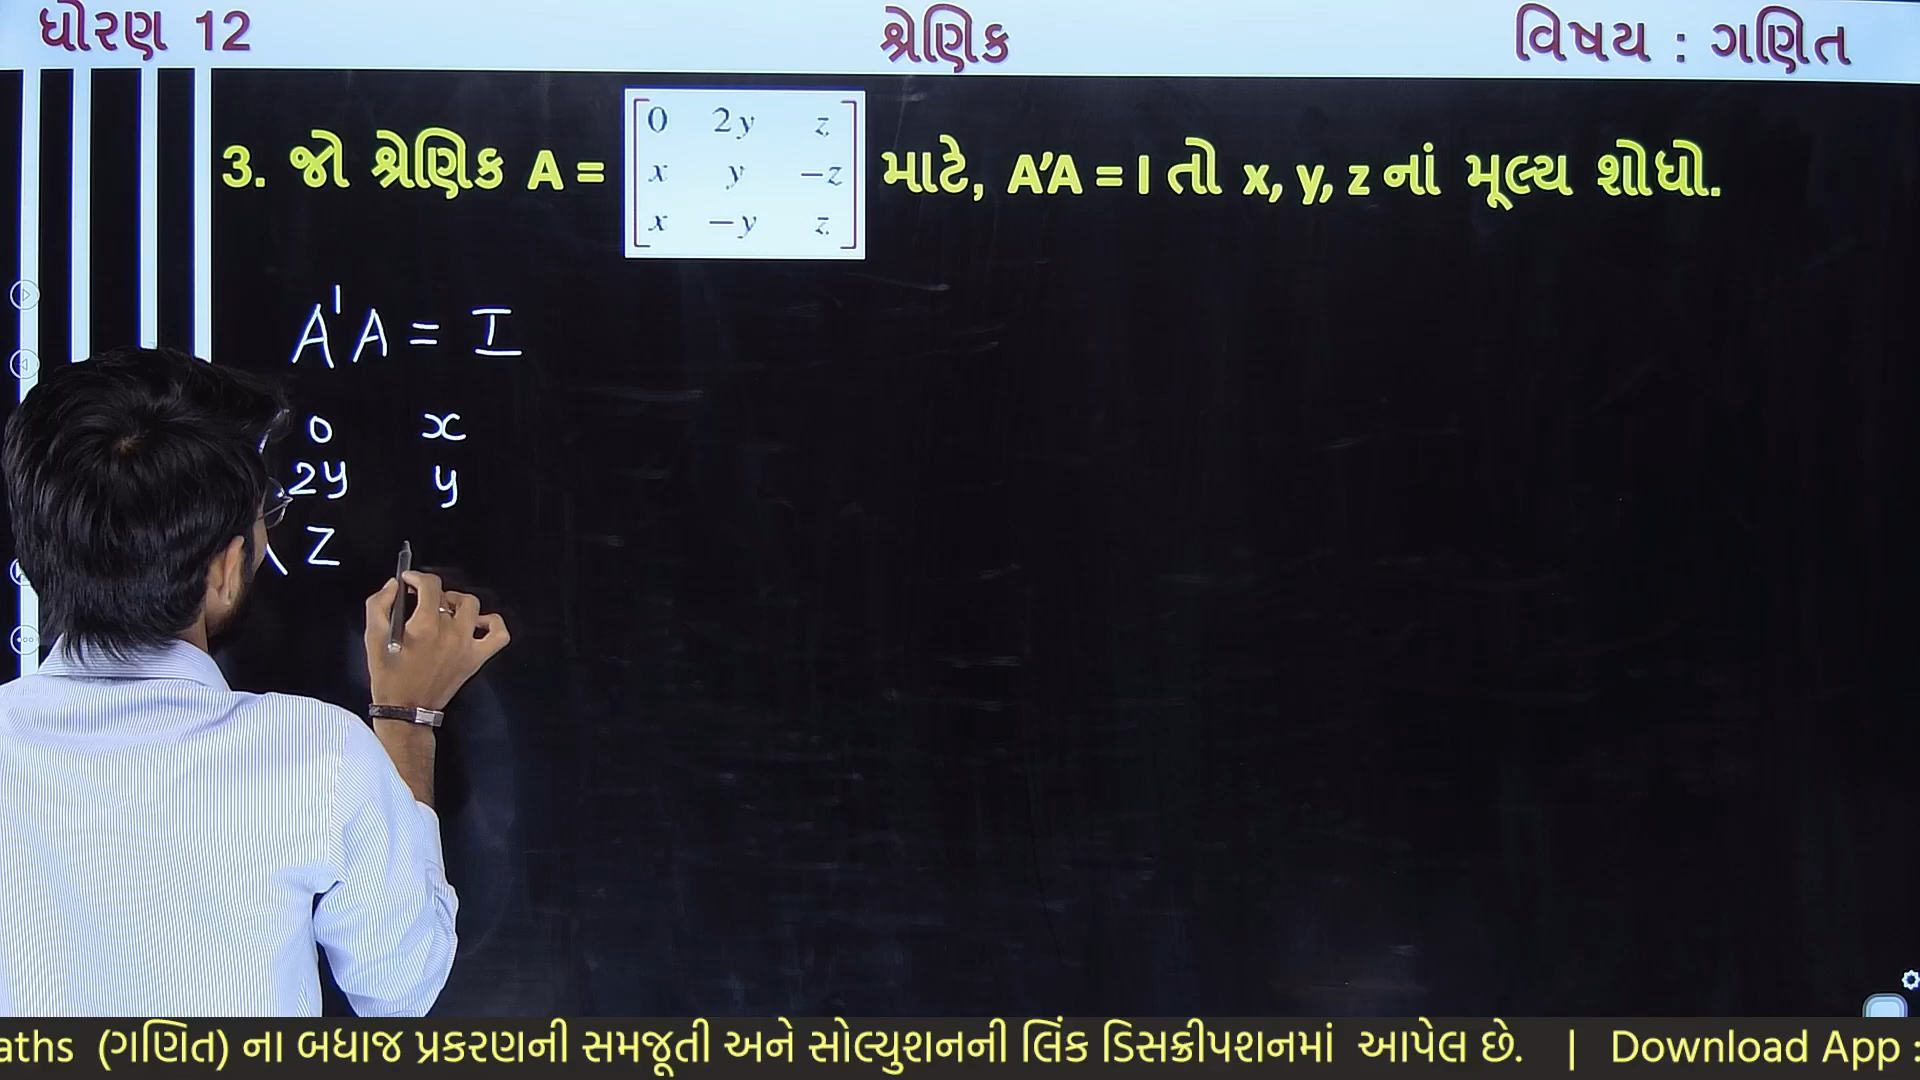 ધોરણ 12 શ્રેણિક વિષય : ગણિત
3. જો શ્રેણિક A = [ 0 2y z ; x y −z ; x −y z ] માટે, A’A = I તો x, y, z નાં મૂલ્ય શોધો.
A'A = I
0 x
2y y
z
aths (ગણિત) ના બધાજ પ્રકરણની સમજૂતી અને સોલ્યુશનની લિંક ડિસક્રીપશનમાં આપેલ છે. | Download App :